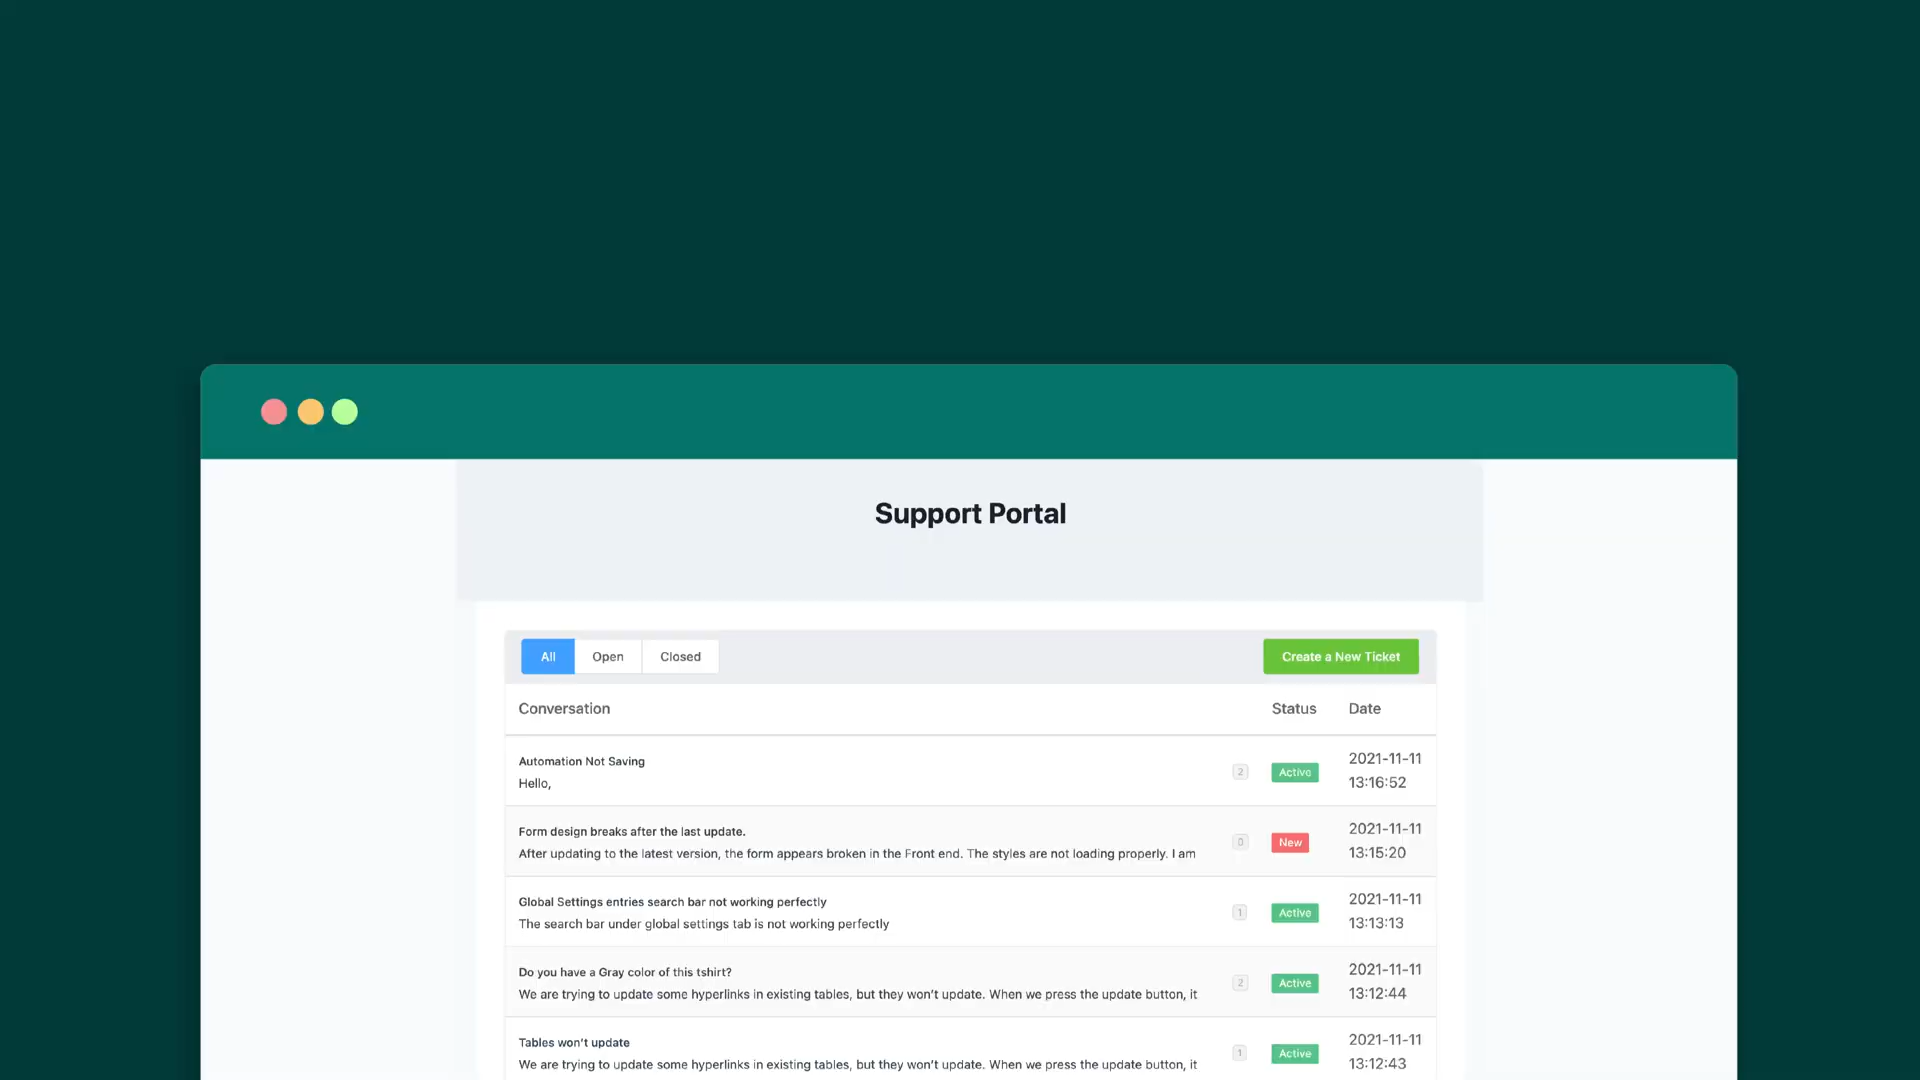 Support Portal
All Open Closed Create a New Ticket
Conversation Status Date
Automation Not Saving
Hello,
2 Active 2021-11-11
13:16:52
Form design breaks after the last update.
After updating to the latest version, the form appears broken in the Front end. The styles are not loading properly. I am
0 New 2021-11-11
13:15:20
Global Settings entries search bar not working perfectly
The search bar under global settings tab is not working perfectly
1 Active 2021-11-11
13:13:13
Do you have a Gray color of this tshirt?
We are trying to update some hyperlinks in existing tables, but they won’t update. When we press the update button, it
2 Active 2021-11-11
13:12:44
Tables won’t update
We are trying to update some hyperlinks in existing tables, but they won’t update. When we press the update button, it
1 Active 2021-11-11
13:12:43